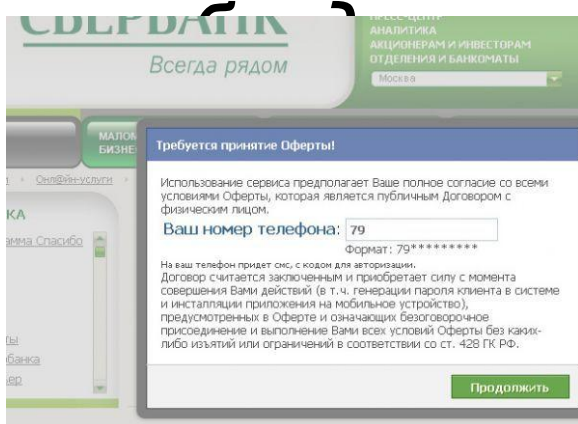 СБЕРБАНК
Всегда рядом
ПРЕСС-ЦЕНТР
АНАЛИТИКА
АКЦИОНЕРАМ И ИНВЕСТОРАМ
ОТДЕЛЕНИЯ И БАНКОМАТЫ
Москва
МАЛОМ
БИЗНЕ
Онл@йн-услуги
КА
амма Спасибо
ты
банка
ер
Требуется принятие Оферты!
Использование сервиса предполагает Ваше полное согласие со всеми
условиями Оферты, которая является публичным Договором с
физическим лицом.
Ваш номер телефона: 79
Формат: 79*********
На ваш телефон придет смс, с кодом для авторизации.
Договор считается заключенным и приобретает силу с момента
совершения Вами действий (в т.ч. генерации пароля клиента в системе
и инсталляции приложения на мобильное устройство),
предусмотренных в Оферте и означающих безоговорочное
присоединение и выполнение Вами всех условий Оферты без каких-
либо изъятий или ограничений в соответствии со ст. 428 ГК РФ.
Продолжить